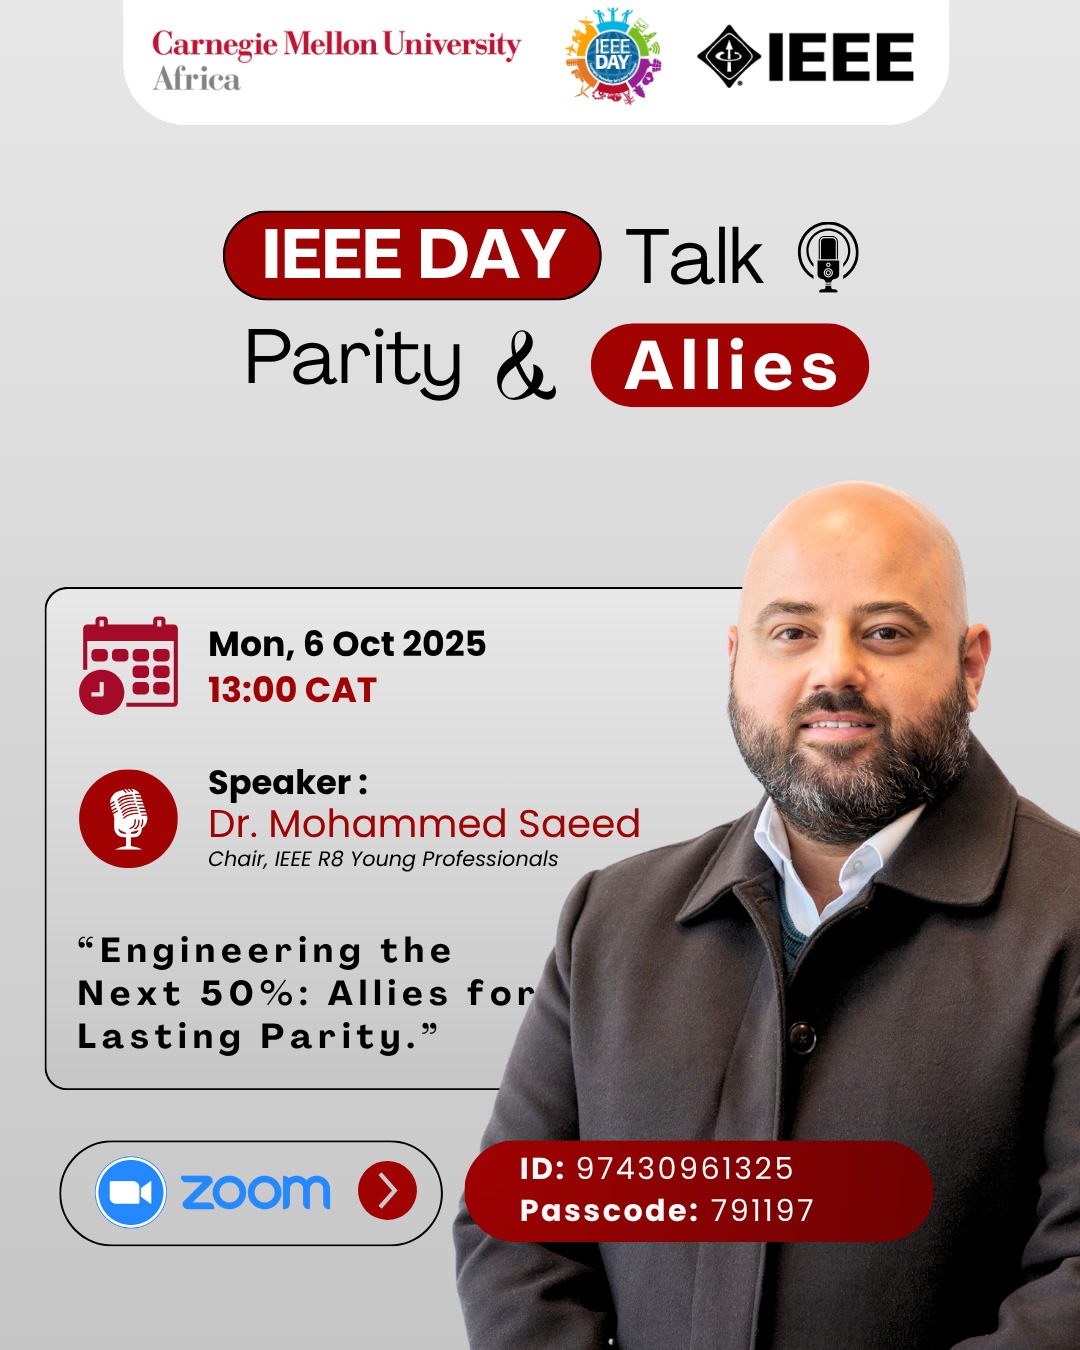 Carnegie Mellon University
Africa
IEEE
DAY
IEEE
IEEE DAY Talk
Parity & Allies
Mon, 6 Oct 2025
13:00 CAT
Speaker :
Dr. Mohammed Saeed
Chair, IEEE R8 Young Professionals
“Engineering the
Next 50%: Allies for
Lasting Parity.”
zoom
ID: 97430961325
Passcode: 791197